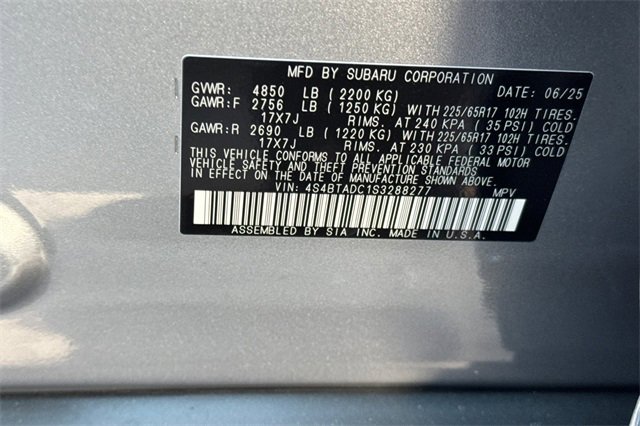 MFD BY SUBARU CORPORATION
GVWR: 4850 LB (2200 KG) DATE: 06/25
GAWR:F 2756 LB (1250 KG) WITH 225/65R17 102H TIRES.
17X7J RIMS. AT 240 KPA (35 PSI) COLD
GAWR:R 2690 LB (1220 KG) WITH 225/65R17 102H TIRES.
17X7J RIMS. AT 230 KPA (33 PSI) COLD
THIS VEHICLE CONFORMS TO ALL APPLICABLE FEDERAL MOTOR
VEHICLE SAFETY, BUMPER AND THEFT PREVENTION STANDARDS
IN EFFECT ON THE DATE OF MANUFACTURE SHOWN ABOVE.
VIN: 4S4BTADC1S3288277 MPV
ASSEMBLED BY SIA INC. MADE IN U.S.A.